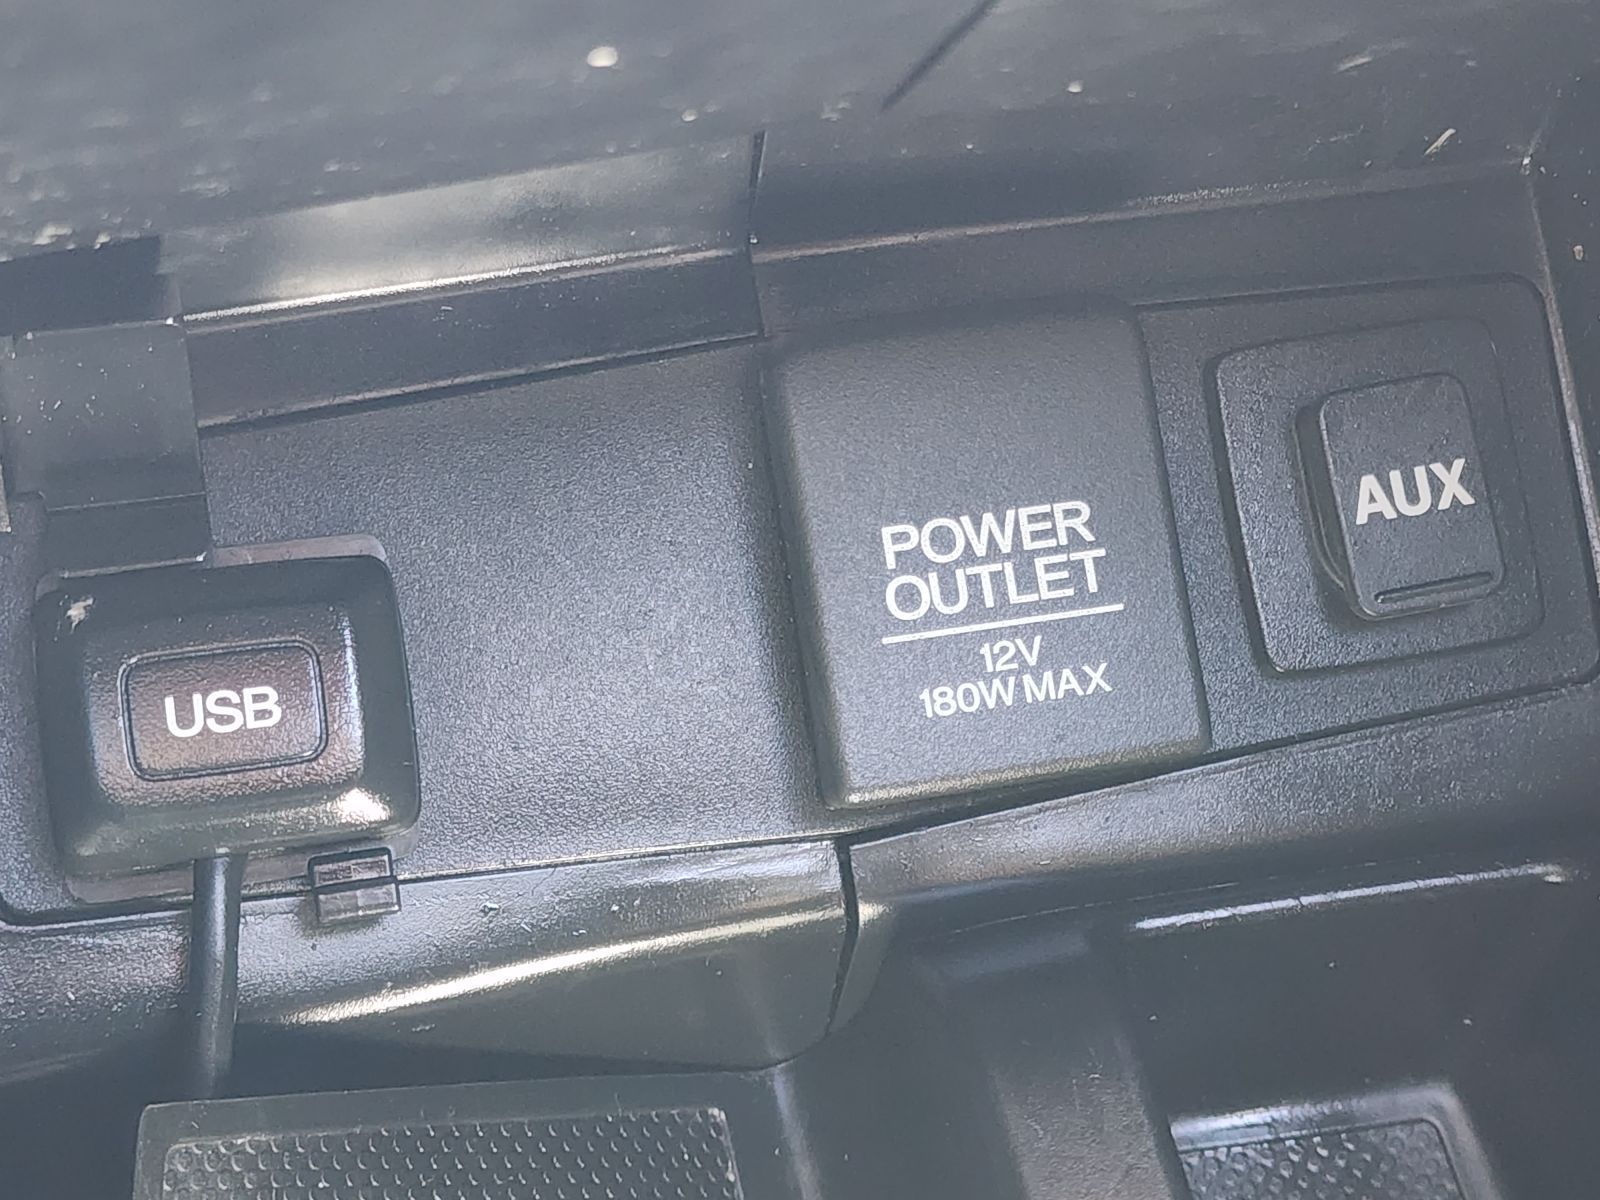 USB
POWER
OUTLET
12V
180W MAX
AUX